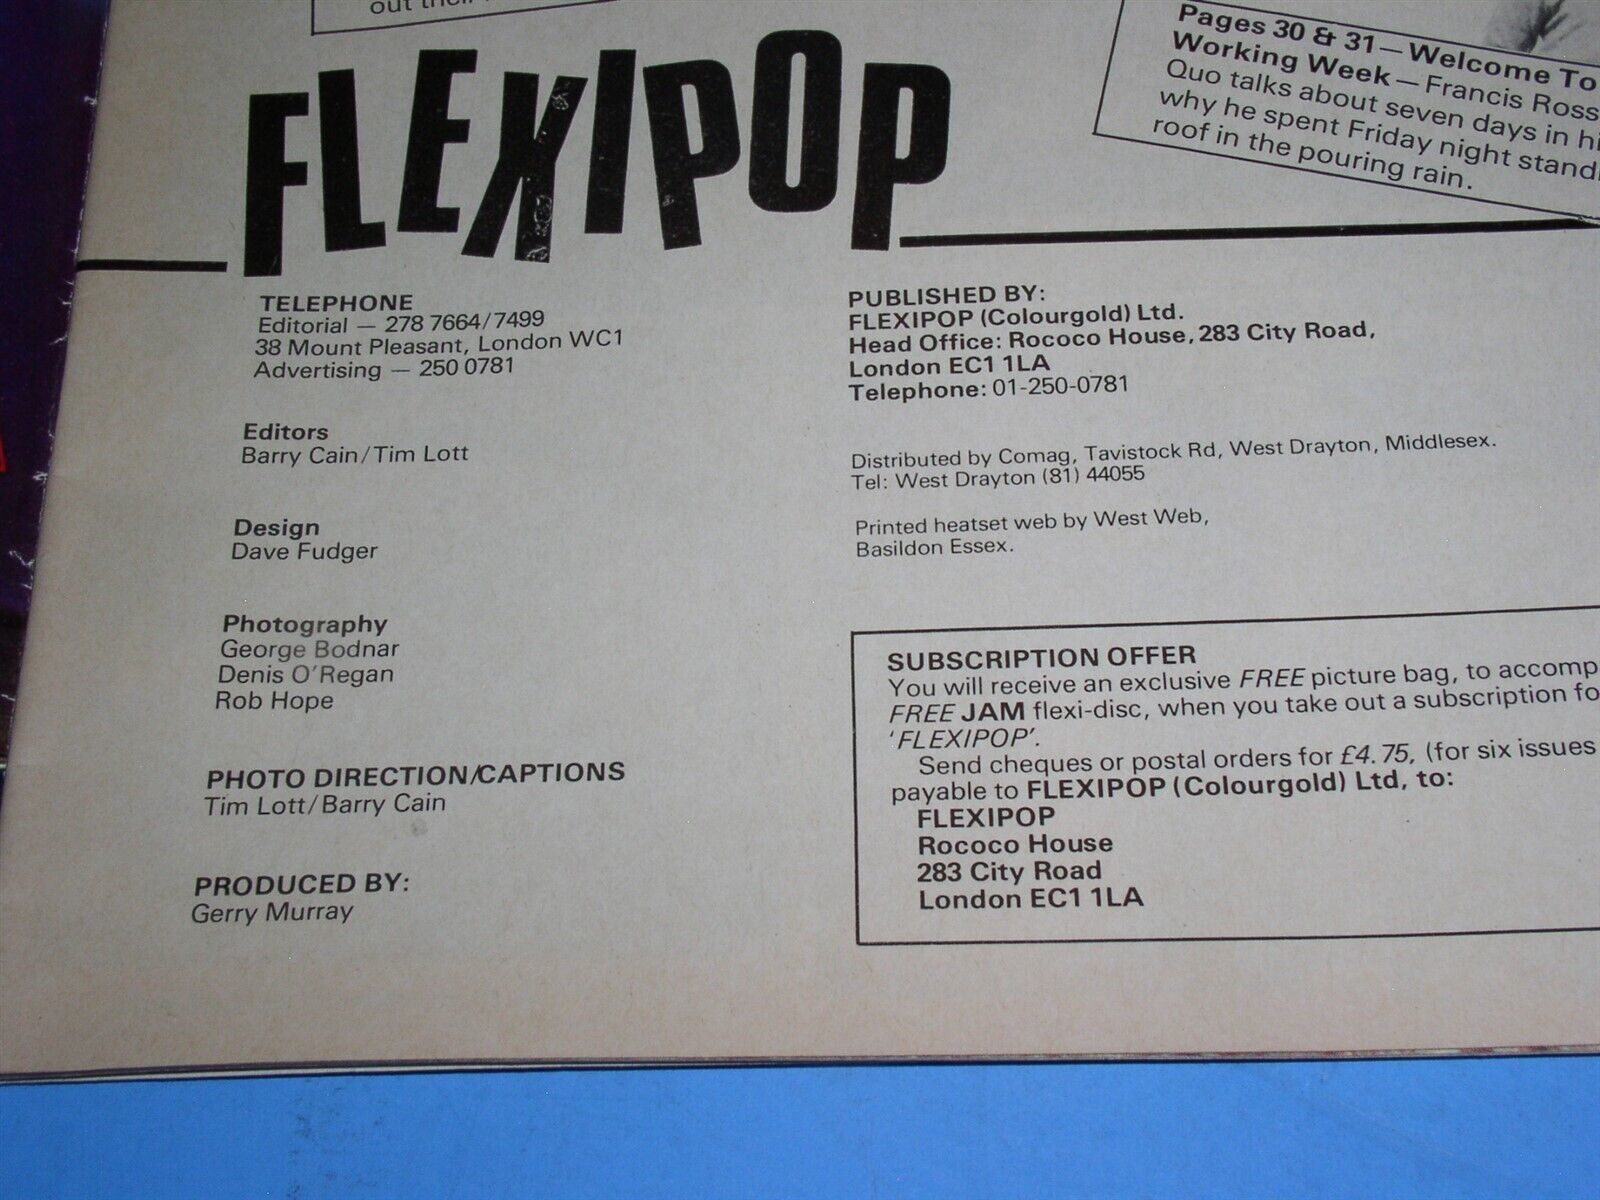 Pages 30 & 31 — Welcome To
Working Week — Francis Ross
Quo talks about seven days in hi
why he spent Friday night standi
roof in the pouring rain.
FLEXIPOP
TELEPHONE
Editorial — 278 7664/7499
38 Mount Pleasant, London WC1
Advertising — 250 0781
Editors
Barry Cain/Tim Lott
Design
Dave Fudger
Photography
George Bodnar
Denis O'Regan
Rob Hope
PHOTO DIRECTION/CAPTIONS
Tim Lott/Barry Cain
PRODUCED BY:
Gerry Murray
PUBLISHED BY:
FLEXIPOP (Colourgold) Ltd.
Head Office: Rococo House, 283 City Road,
London EC1 1LA
Telephone: 01-250-0781
Distributed by Comag, Tavistock Rd, West Drayton, Middlesex.
Tel: West Drayton (81) 44055
Printed heatset web by West Web,
Basildon Essex.
SUBSCRIPTION OFFER
You will receive an exclusive FREE picture bag, to accomp
FREE JAM flexi-disc, when you take out a subscription fo
'FLEXIPOP'.
Send cheques or postal orders for £4.75, (for six issues
payable to FLEXIPOP (Colourgold) Ltd, to:
FLEXIPOP
Rococo House
283 City Road
London EC1 1LA